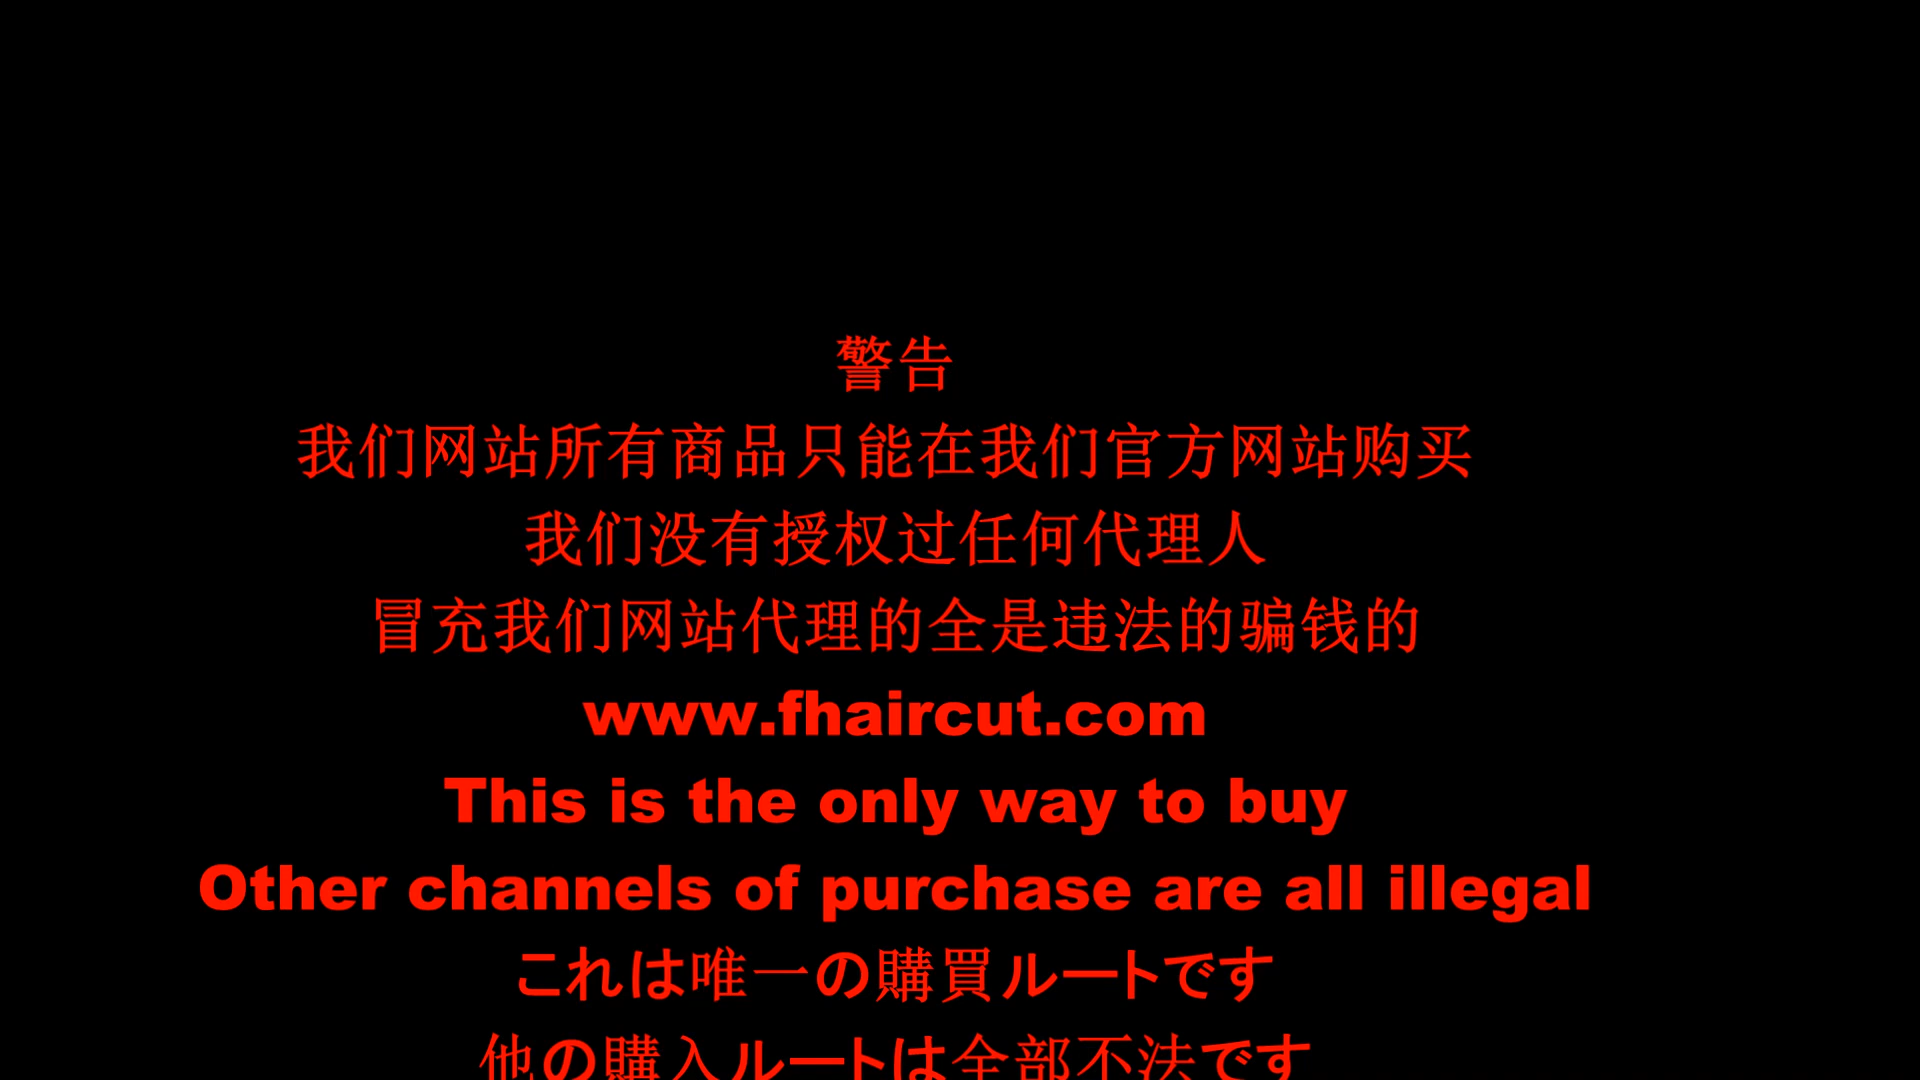 警告
我们网站所有商品只能在我们官方网站购买
我们没有授权过任何代理人
冒充我们网站代理的全是违法的骗钱的
www.fhaircut.com
This is the only way to buy
Other channels of purchase are all illegal
これは唯一の購買ルートです
他の購入ルートは全部不法です